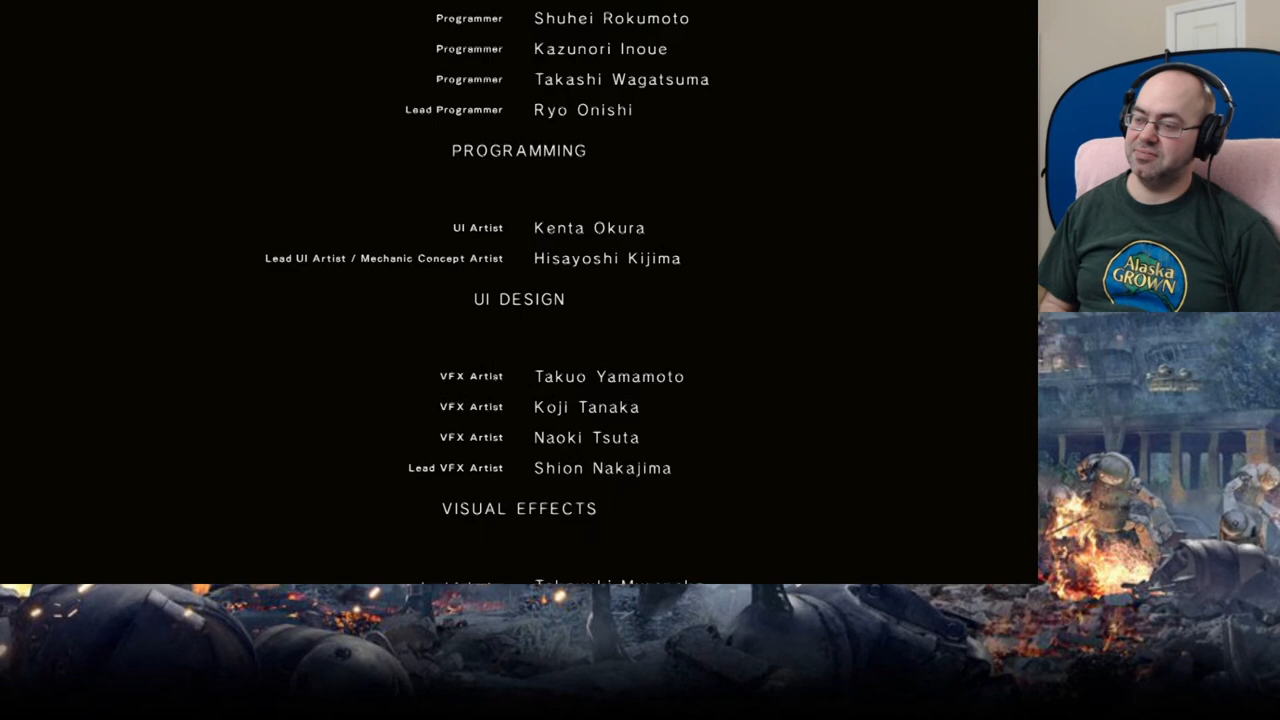 Programmer Shuhei Rokumoto
Programmer Kazunori Inoue
Programmer Takashi Wagatsuma
Lead Programmer Ryo Onishi
PROGRAMMING
UI Artist Kenta Okura
Lead UI Artist / Mechanic Concept Artist Hisayoshi Kijima
UI DESIGN
VFX Artist Takuo Yamamoto
VFX Artist Koji Tanaka
VFX Artist Naoki Tsuta
Lead VFX Artist Shion Nakajima
VISUAL EFFECTS
Alaska
GROWN